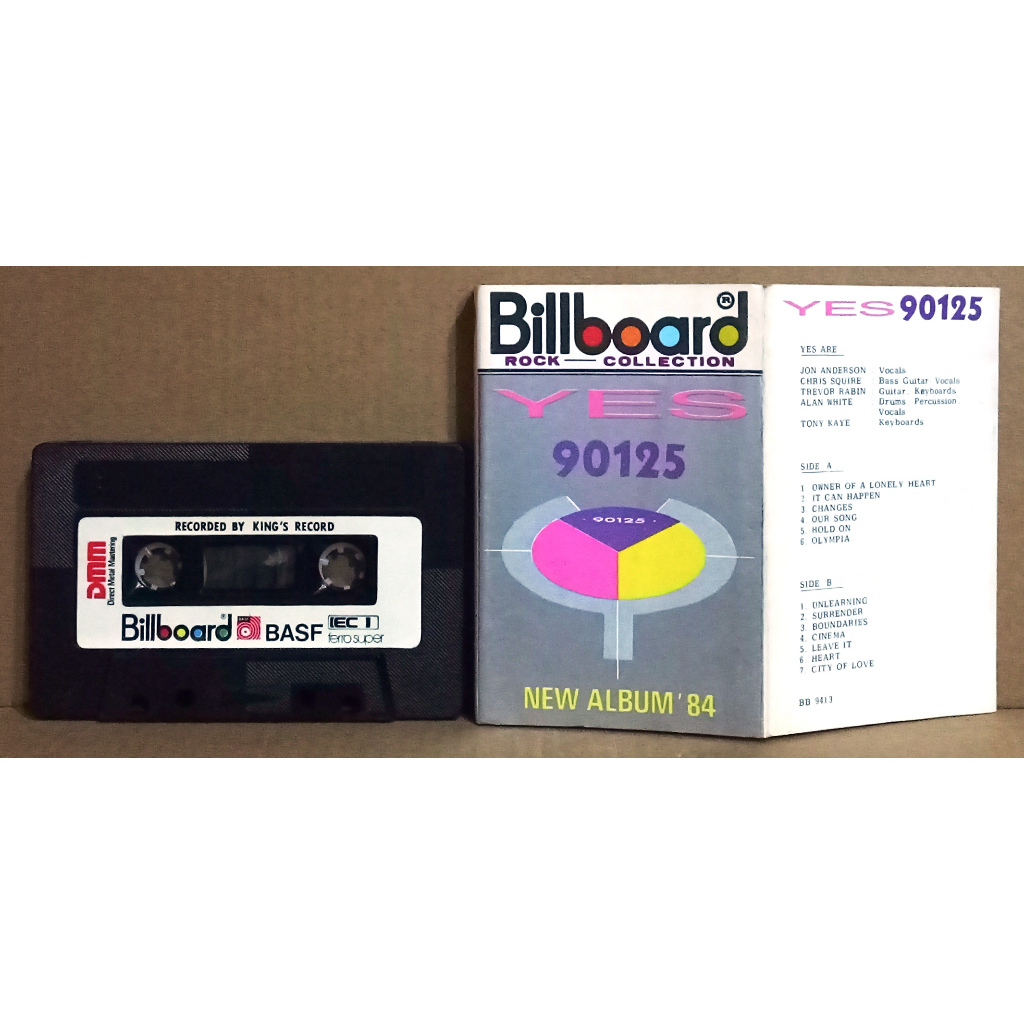 RECORDED BY KING'S RECORD
DMM
Direct Metal Mastering
Billboard®
BASF
BASF
IEC I
ferro super
Billboard®
ROCK COLLECTION
YES
90125
· 90125 ·
NEW ALBUM '84
YES 90125
YES ARE
JON ANDERSON Vocals
CHRIS SQUIRE Bass Guitar Vocals
TREVOR RABIN Guitar. Keyboards
ALAN WHITE Drums Percussion.
Vocals
TONY KAYE Keyboards
SIDE A
1 OWNER OF A LONELY HEART
2 IT CAN HAPPEN
3 CHANGES
4 OUR SONG
5 HOLD ON
6 OLYMPIA
SIDE B
1. UNLEARNING
2. SURRENDER
3. BOUNDARIES
4. CINEMA
5. LEAVE IT
6 HEART
7. CITY OF LOVE
BB 9413